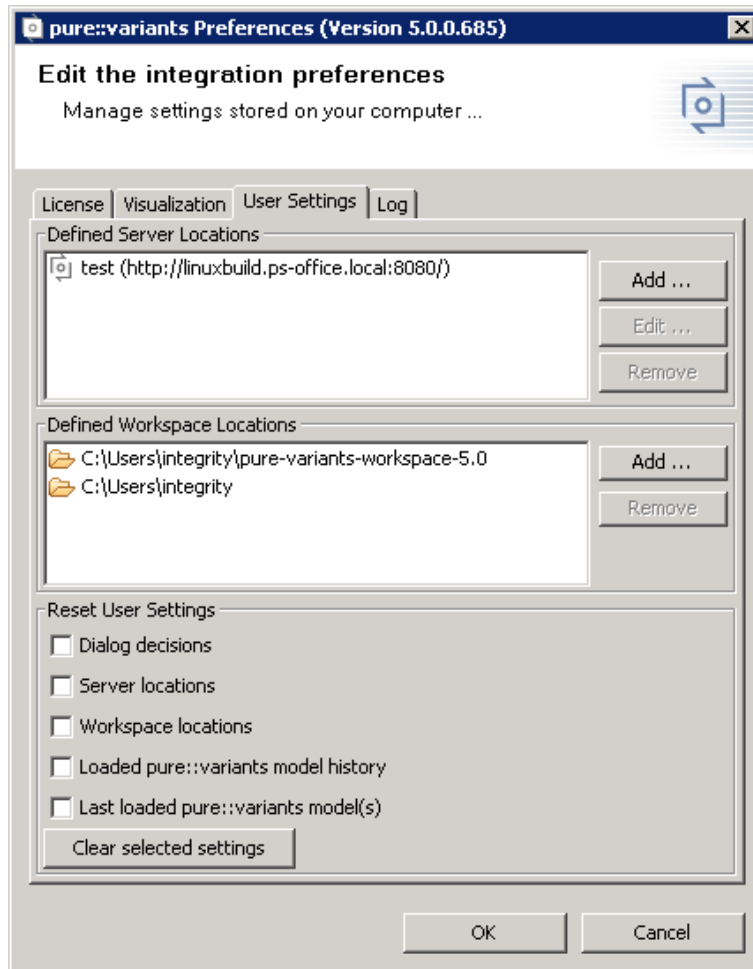 pure::variants Preferences (Version 5.0.0.685)
Edit the integration preferences
Manage settings stored on your computer ...
License
Visualization
User Settings
Log
Defined Server Locations
test (http://linuxbuild.ps-office.local:8080/)
Add ...
Edit ...
Remove
Defined Workspace Locations
C:\Users\integrity\pure-variants-workspace-5.0
C:\Users\integrity
Add ...
Remove
Reset User Settings
Dialog decisions
Server locations
Workspace locations
Loaded pure::variants model history
Last loaded pure::variants model(s)
Clear selected settings
OK
Cancel